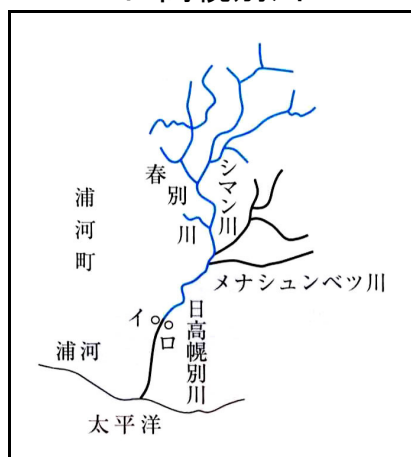 春別川
シマン川
浦河町
メナシュンベツ川
イ
ロ
日高幌別川
浦河
太平洋